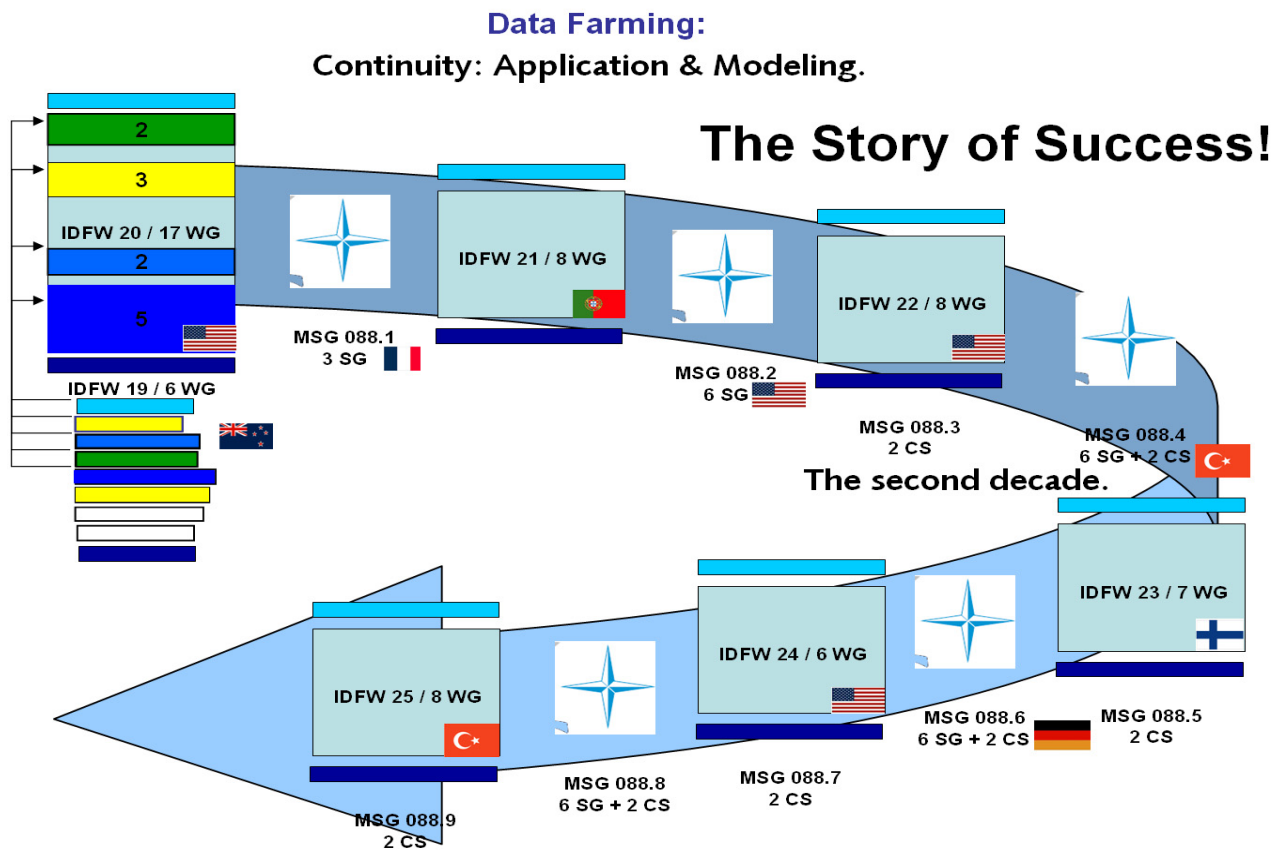 Data Farming:
Continuity: Application & Modeling.
The Story of Success!
2
3
IDFW 20 / 17 WG
2
5
IDFW 19 / 6 WG
MSG 088.1
3 SG
IDFW 21 / 8 WG
MSG 088.2
6 SG
IDFW 22 / 8 WG
MSG 088.3
2 CS
MSG 088.4
6 SG + 2 CS
The second decade.
IDFW 23 / 7 WG
MSG 088.5
2 CS
MSG 088.6
6 SG + 2 CS
IDFW 24 / 6 WG
MSG 088.7
2 CS
MSG 088.8
6 SG + 2 CS
IDFW 25 / 8 WG
MSG 088.9
2 CS